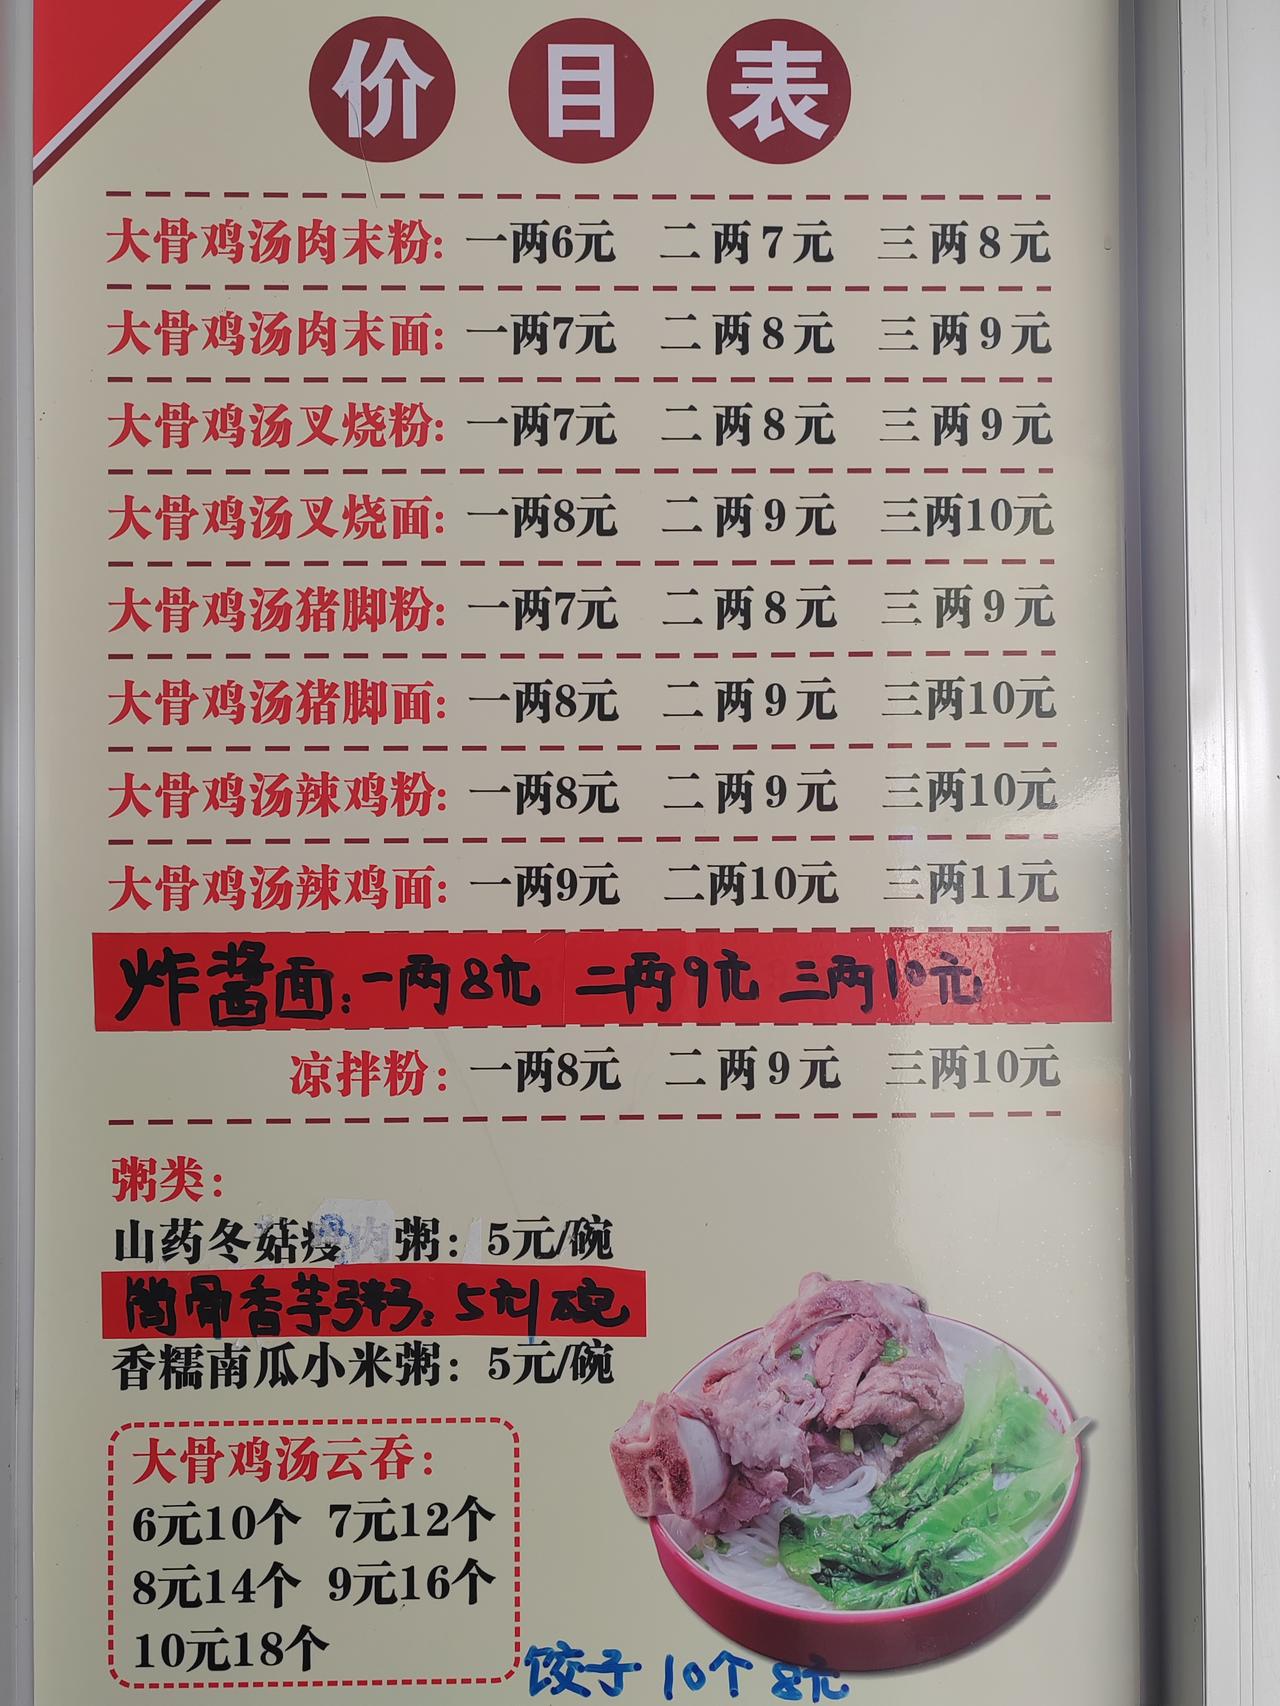 价目表
大骨鸡汤肉末粉: 一两6元 二两7元 三两8元
大骨鸡汤肉末面: 一两7元 二两8元 三两9元
大骨鸡汤叉烧粉: 一两7元 二两8元 三两9元
大骨鸡汤叉烧面: 一两8元 二两9元 三两10元
大骨鸡汤猪脚粉: 一两7元 二两8元 三两9元
大骨鸡汤猪脚面: 一两8元 二两9元 三两10元
大骨鸡汤辣鸡粉: 一两8元 二两9元 三两10元
大骨鸡汤辣鸡面: 一两9元 二两10元 三两11元
炸酱面: 一两8元 二两9元 三两10元
凉拌粉: 一两8元 二两9元 三两10元
粥类:
山药冬菇瘦肉粥: 5元/碗
筒骨香芋粥: 5元/碗
香糯南瓜小米粥: 5元/碗
大骨鸡汤云吞:
6元10个 7元12个
8元14个 9元16个
10元18个
饺子 10个 8元